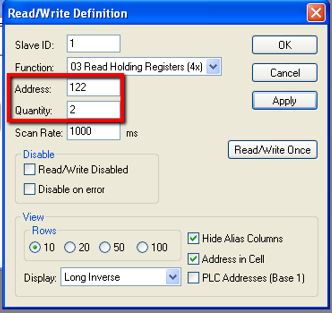 Read/Write Definition
Slave ID: 1
OK
Function: 03 Read Holding Registers (4x)
Cancel
Address: 122
Apply
Quantity: 2
Scan Rate: 1000 ms
Disable
Read/Write Disabled
Read/Write Once
Disable on error
View
Rows
10 20 50 100
Hide Alias Columns
Address in Cell
Display: Long Inverse
PLC Addresses (Base 1)